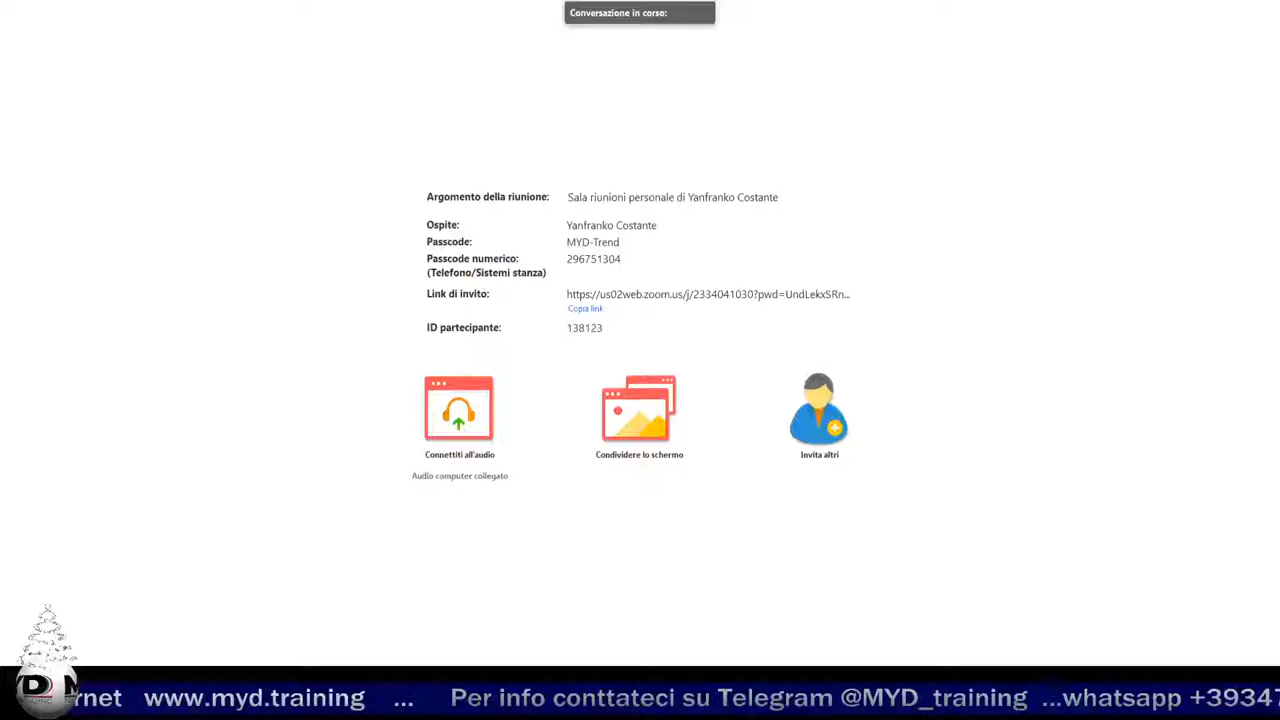 Conversazione in corso:
Argomento della riunione: Sala riunioni personale di Yanfranko Costante
Ospite: Yanfranko Costante
Passcode: MYD-Trend
Passcode numerico: 296751304
(Telefono/Sistemi stanza)
Link di invito: https://us02web.zoom.us/j/2334041030?pwd=UndLekxSRn...
Copia link
ID partecipante: 138123
Connettiti all'audio Condividere lo schermo Invita altri
Audio computer collegato
rnet www.myd.training ... Per info conttateci su Telegram @MYD_training ...whatsapp +3934